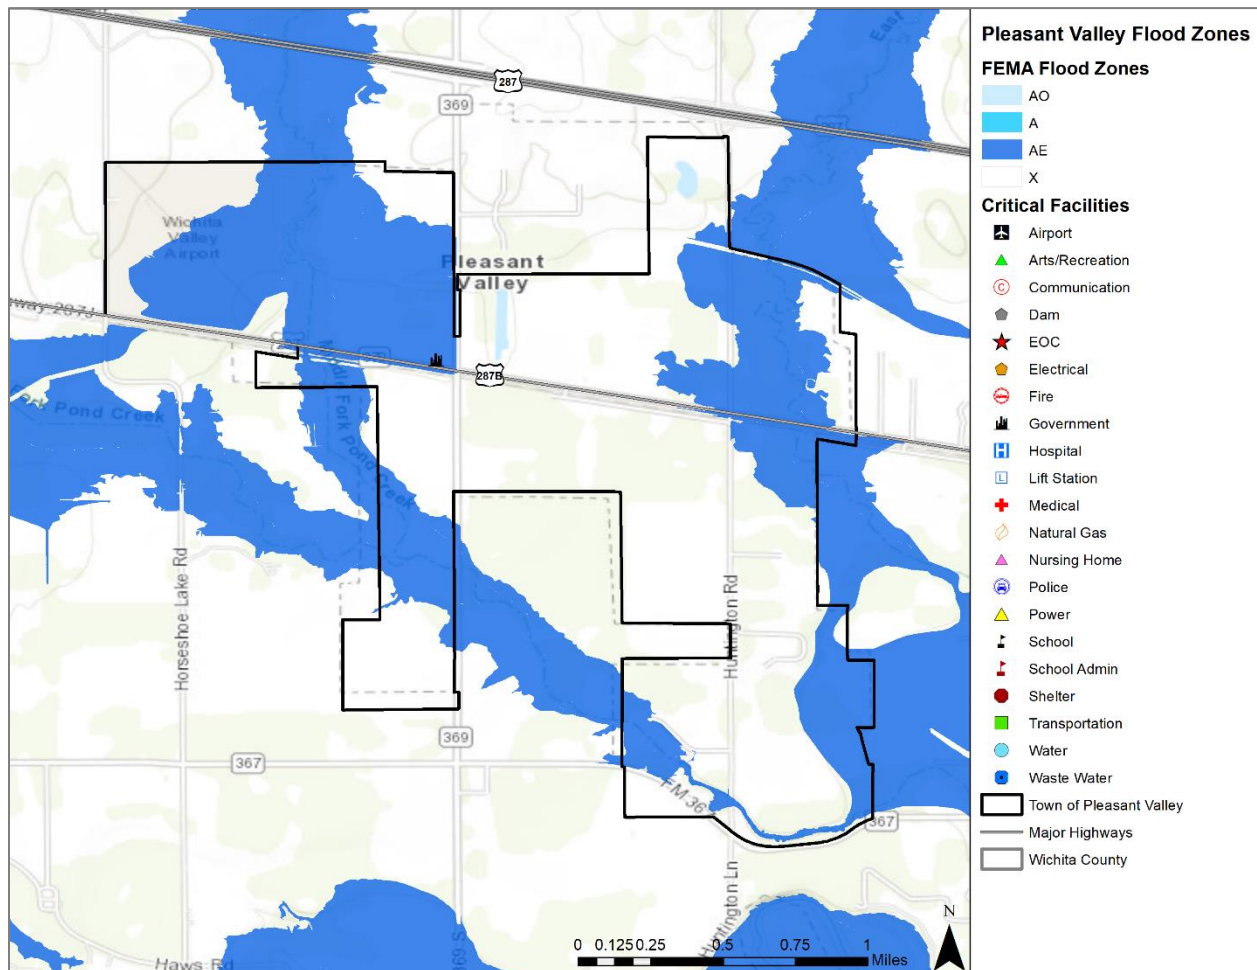 East
287
369
Wichita
Valley
Airport
Pleasant
Valley
287B
Middle Fork Pond Creek
Fork Pond Creek
Horseshoe Lake Rd
Huntington Rd
369
367
FM 36
367
Huntington Ln
369 S
Haws Rd
N
0 0.125 0.25 0.5 0.75 1
Miles
Pleasant Valley Flood Zones
FEMA Flood Zones
AO
A
AE
X
Critical Facilities
Airport
Arts/Recreation
C Communication
Dam
EOC
Electrical
Fire
Government
H Hospital
L Lift Station
Medical
Natural Gas
Nursing Home
Police
Power
School
School Admin
Shelter
Transportation
Water
Waste Water
Town of Pleasant Valley
Major Highways
Wichita County